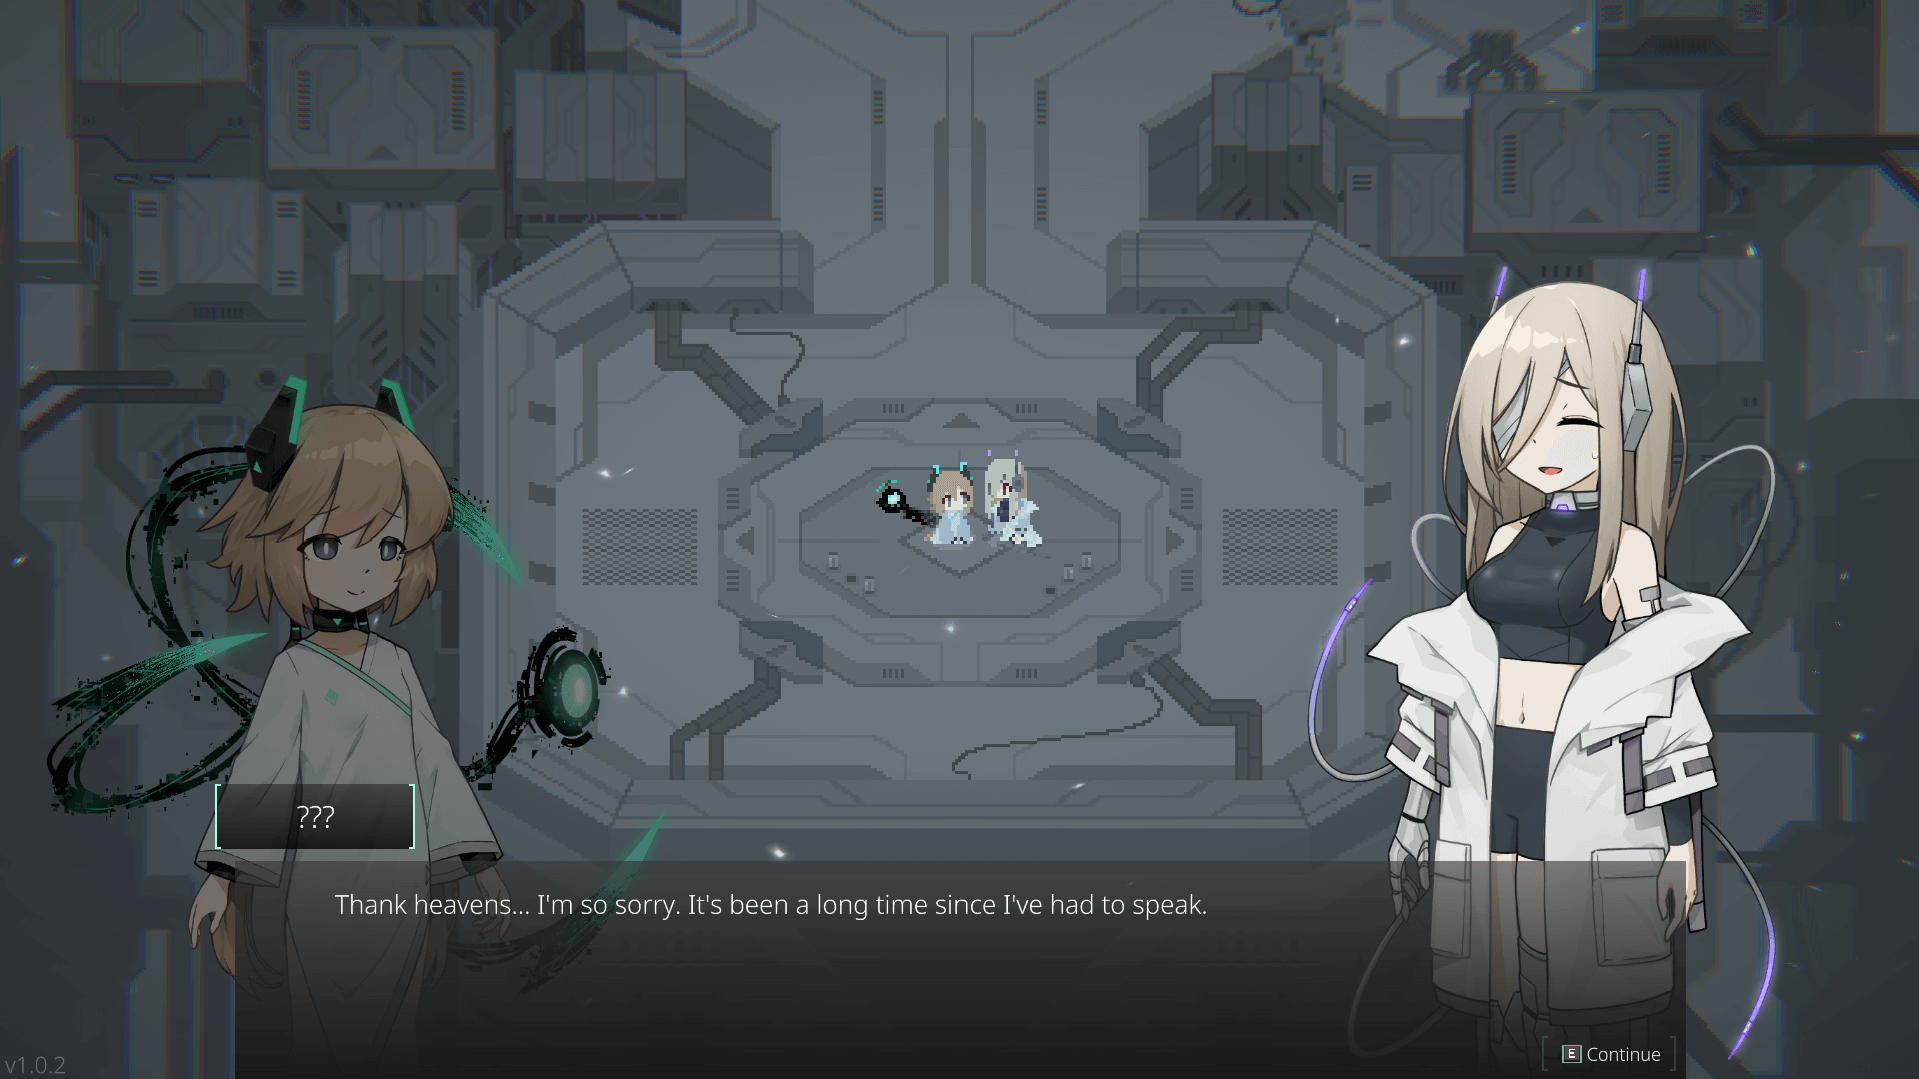 ???
Thank heavens... I'm so sorry. It's been a long time since I've had to speak.
E Continue
v1.0.2